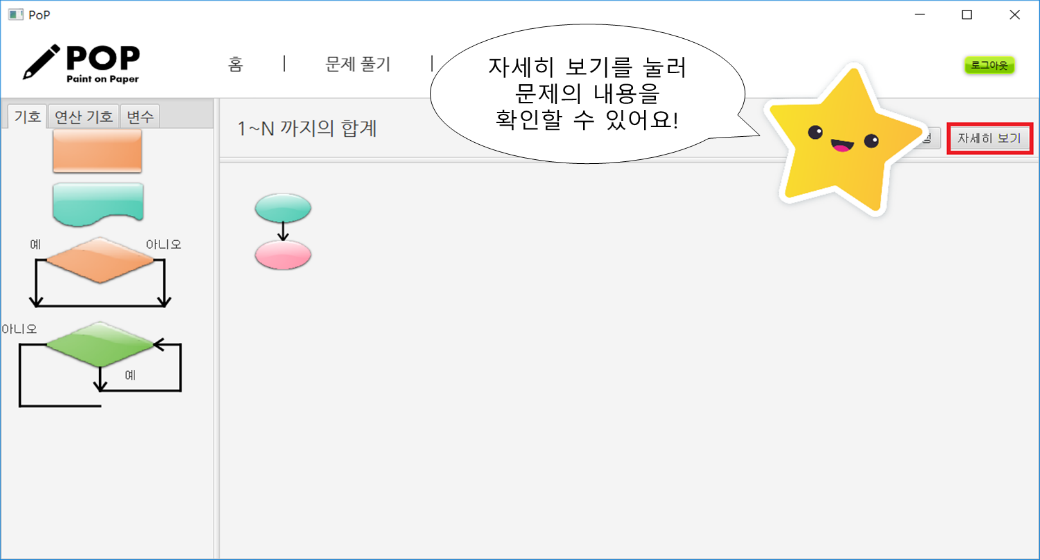 PoP
POP
Paint on Paper
홈 | 문제 풀기 |
자세히 보기를 눌러
문제의 내용을
확인할 수 있어요!
로그아웃
기호 연산 기호 변수
1~N 까지의 합계
자세히 보기
예 아니오
아니오
예